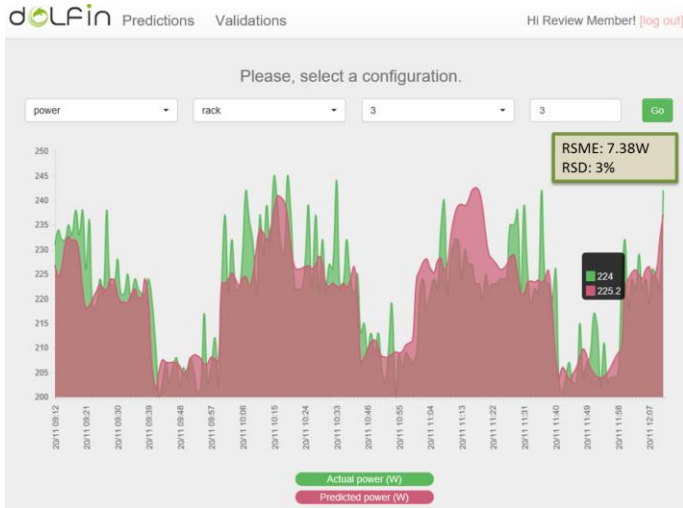 dOLFin Predictions Validations Hi Review Member! [log out]
Please, select a configuration.
power rack 3 3 Go
RSME: 7.38W
RSD: 3%
250
245
240
235
230
225
220
215
210
205
200
224
225.2
20/11 09:12 20/11 09:21 20/11 09:30 20/11 09:39 20/11 09:48 20/11 09:57 20/11 10:06 20/11 10:15 20/11 10:24 20/11 10:33 20/11 10:46 20/11 10:55 20/11 11:04 20/11 11:13 20/11 11:22 20/11 11:31 20/11 11:40 20/11 11:49 20/11 11:58 20/11 12:07
Actual power (W)
Predicted power (W)